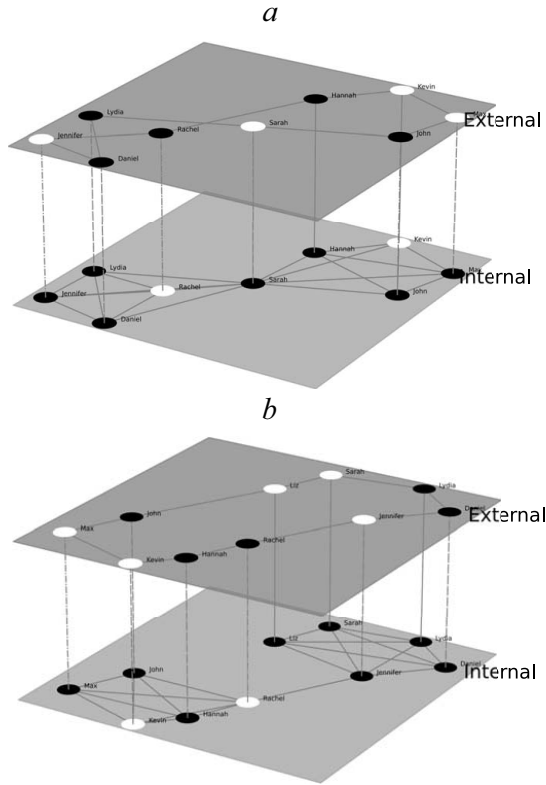 a
Kevin
Hannah
Lydia
External
Sarah
Rachel
John
Jennifer
Daniel
Kevin
Hannah
Lydia
Max
Internal
Sarah
Jennifer
Rachel
John
Daniel
b
Sarah
Liz
Lydia
External
John
Jennifer
Max
Rachel
Hannah
Kevin
Sarah
Liz
Lydia
Daniel
Internal
John
Jennifer
Max
Rachel
Hannah
Kevin